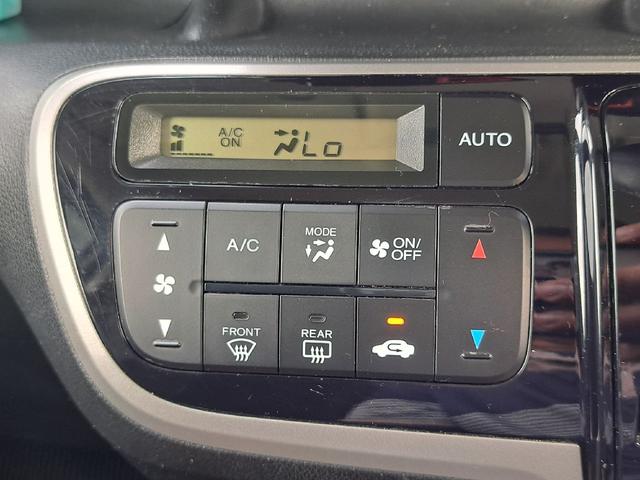 A/C
ON
Lo
AUTO
A/C
MODE
ON/
OFF
FRONT
REAR